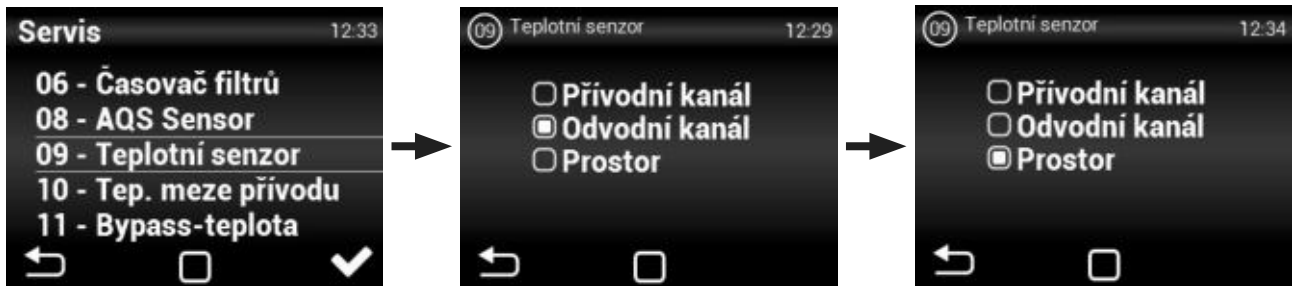 Servis 12:33
06 - Časovač filtrů
08 - AQS Sensor
09 - Teplotní senzor
10 - Tep. meze přívodu
11 - Bypass-teplota
09 Teplotní senzor 12:29
Přívodní kanál
Odvodní kanál
Prostor
09 Teplotní senzor 12:34
Přívodní kanál
Odvodní kanál
Prostor